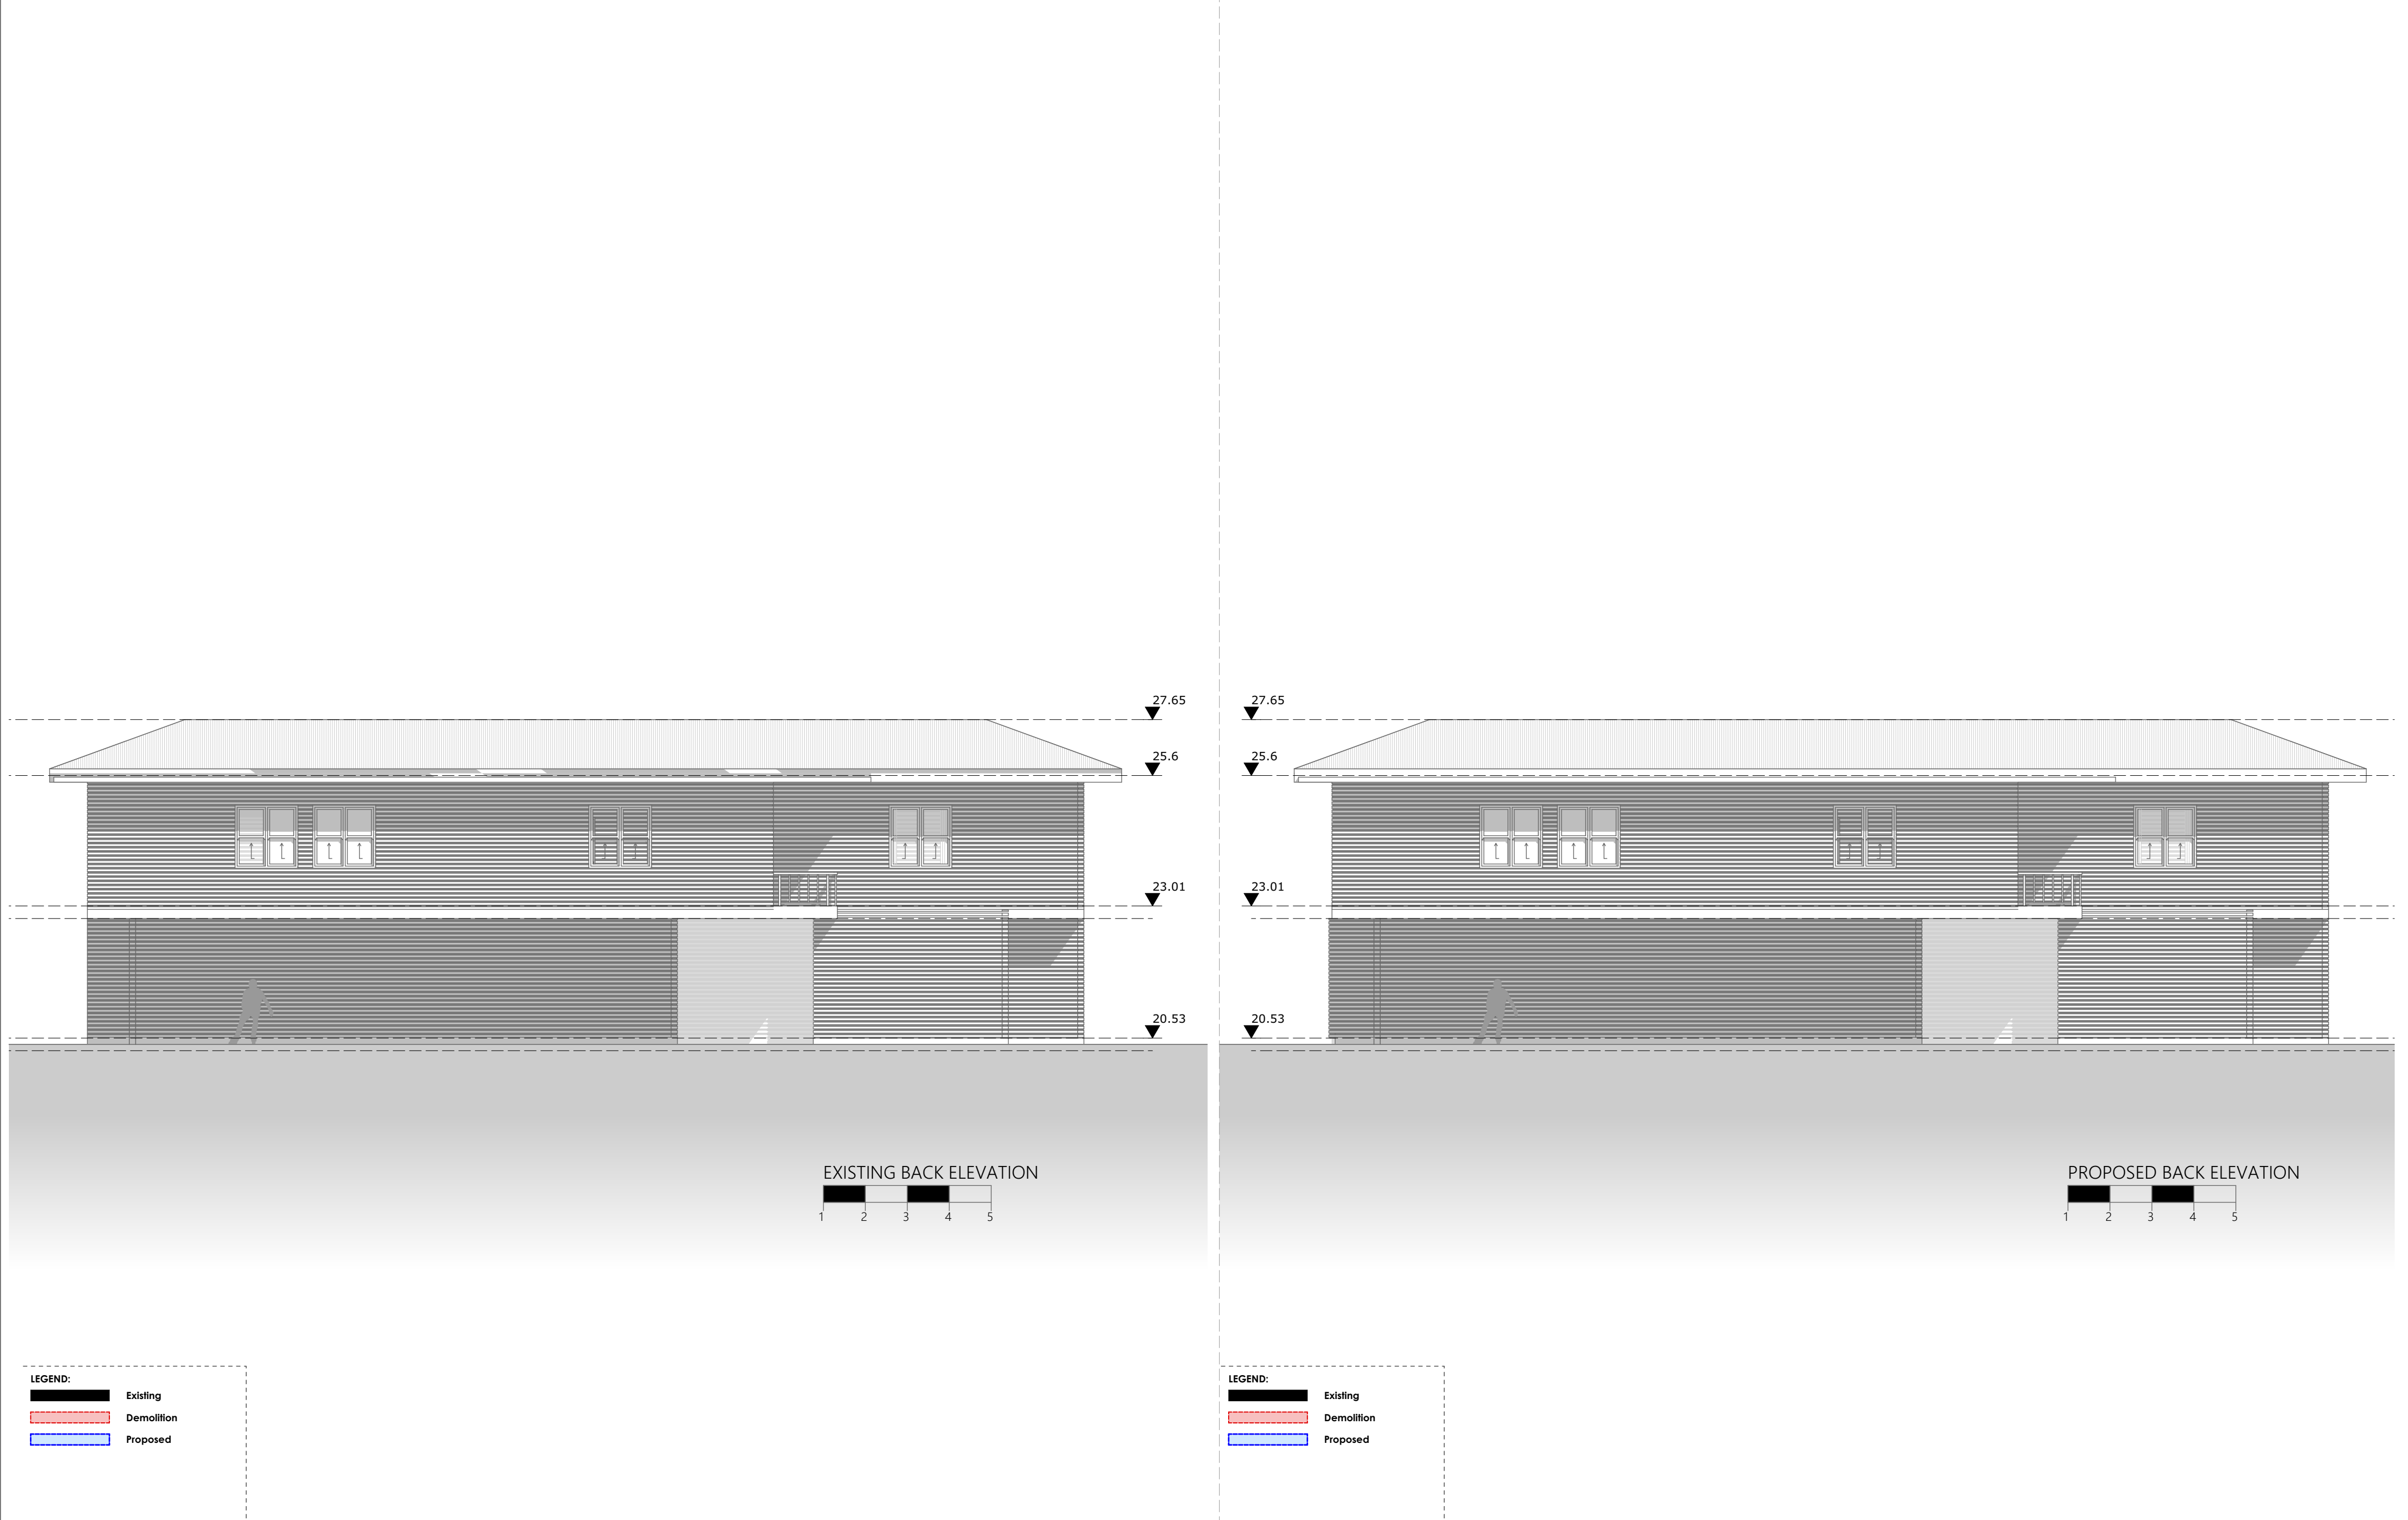 27.65
25.6
23.01
20.53
EXISTING BACK ELEVATION
1 2 3 4 5
LEGEND:
Existing
Demolition
Proposed
27.65
25.6
23.01
20.53
PROPOSED BACK ELEVATION
1 2 3 4 5
LEGEND:
Existing
Demolition
Proposed